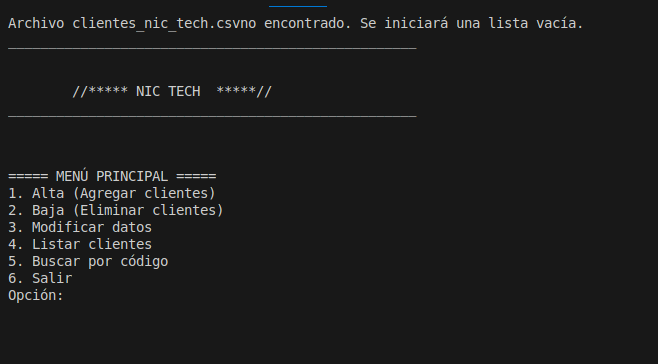 Archivo clientes_nic_tech.csvno encontrado. Se iniciará una lista vacía.
___________________________________________________
//***** NIC TECH  *****//
___________________________________________________
===== MENÚ PRINCIPAL =====
1. Alta (Agregar clientes)
2. Baja (Eliminar clientes)
3. Modificar datos
4. Listar clientes
5. Buscar por código
6. Salir
Opción: